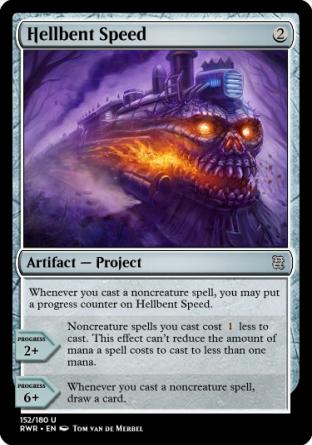 Hellbent Speed 2
Artifact — Project
Whenever you cast a noncreature spell, you may put
a progress counter on Hellbent Speed.
PROGRESS
2+
Noncreature spells you cast cost 1 less to
cast. This effect can't reduce the amount of
mana a spell costs to cast to less than one
mana.
PROGRESS
6+
Whenever you cast a noncreature spell,
draw a card.
152/180 U
RWR • EN Tom van de Merbel